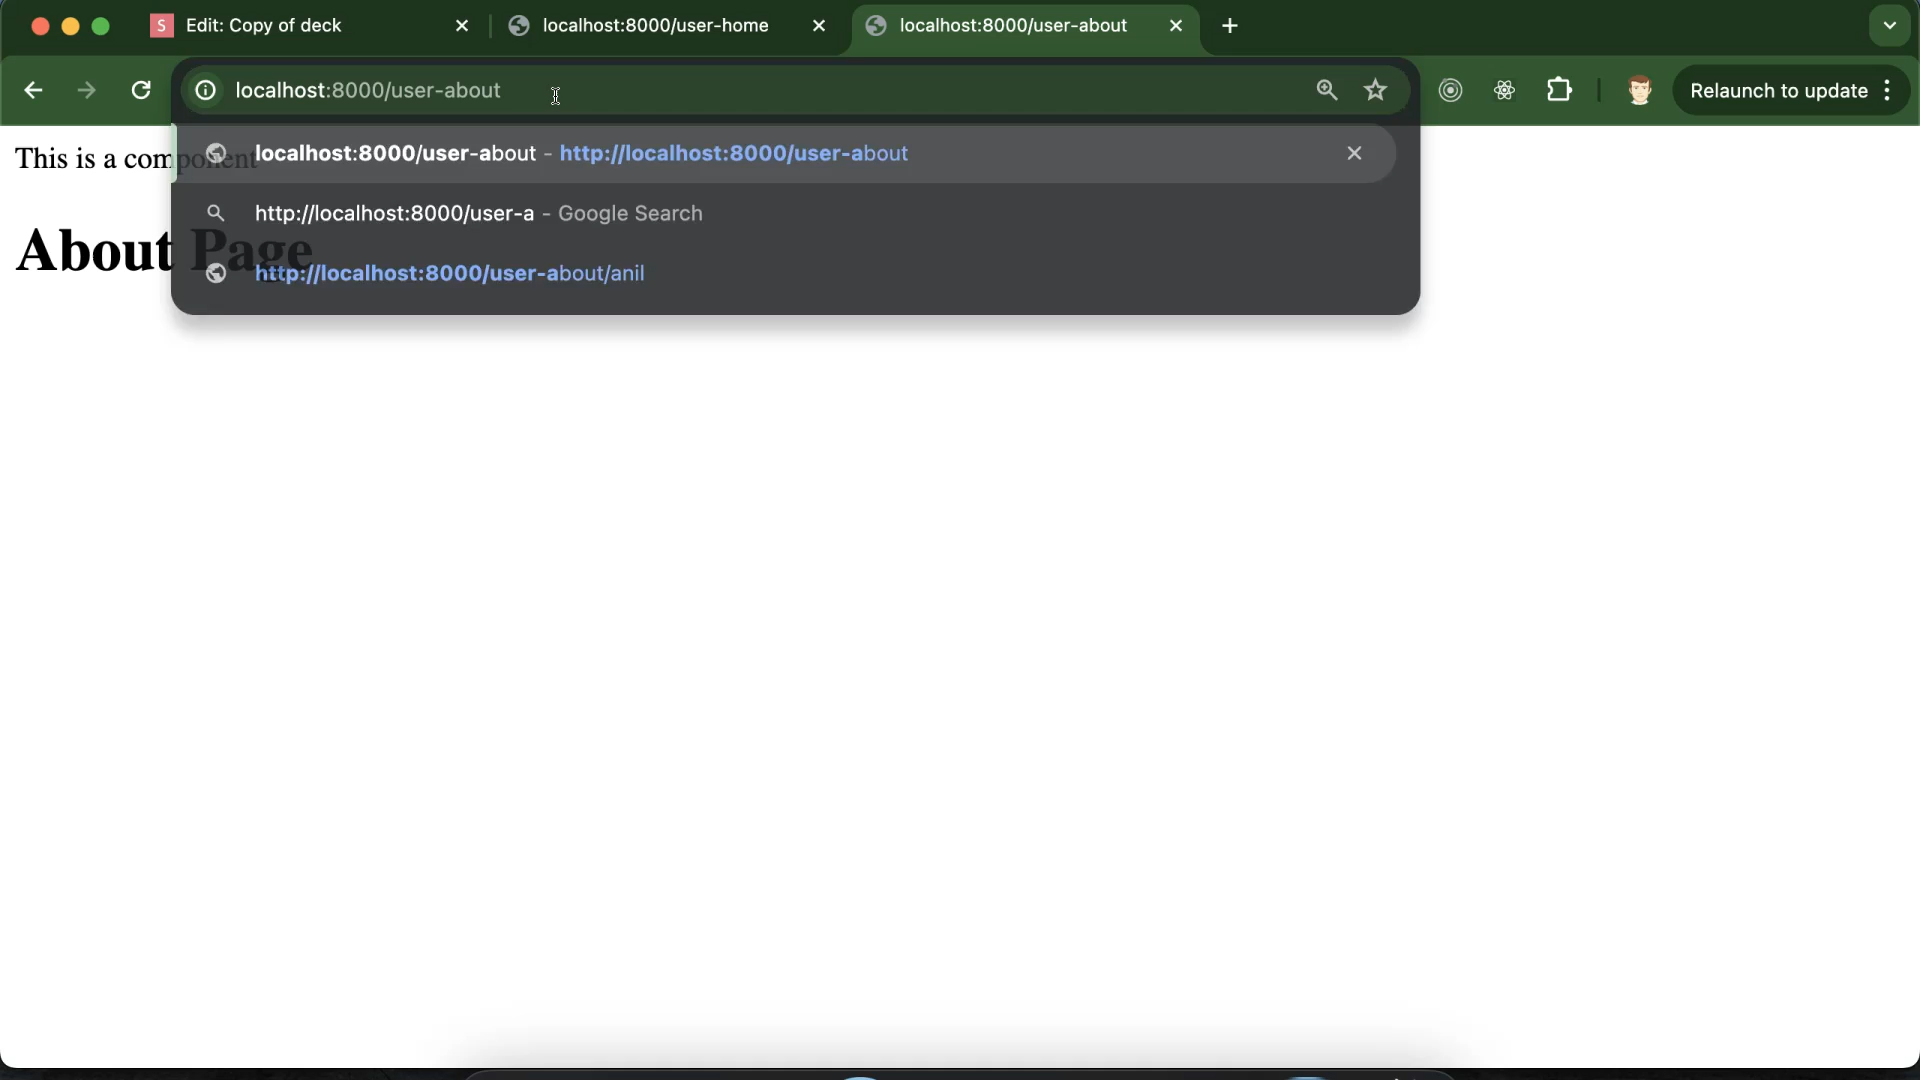 S Edit: Copy of deck
localhost:8000/user-home
localhost:8000/user-about
localhost:8000/user-about
Relaunch to update
localhost:8000/user-about - http://localhost:8000/user-about
http://localhost:8000/user-a - Google Search
http://localhost:8000/user-about/anil
This is a component
About Page